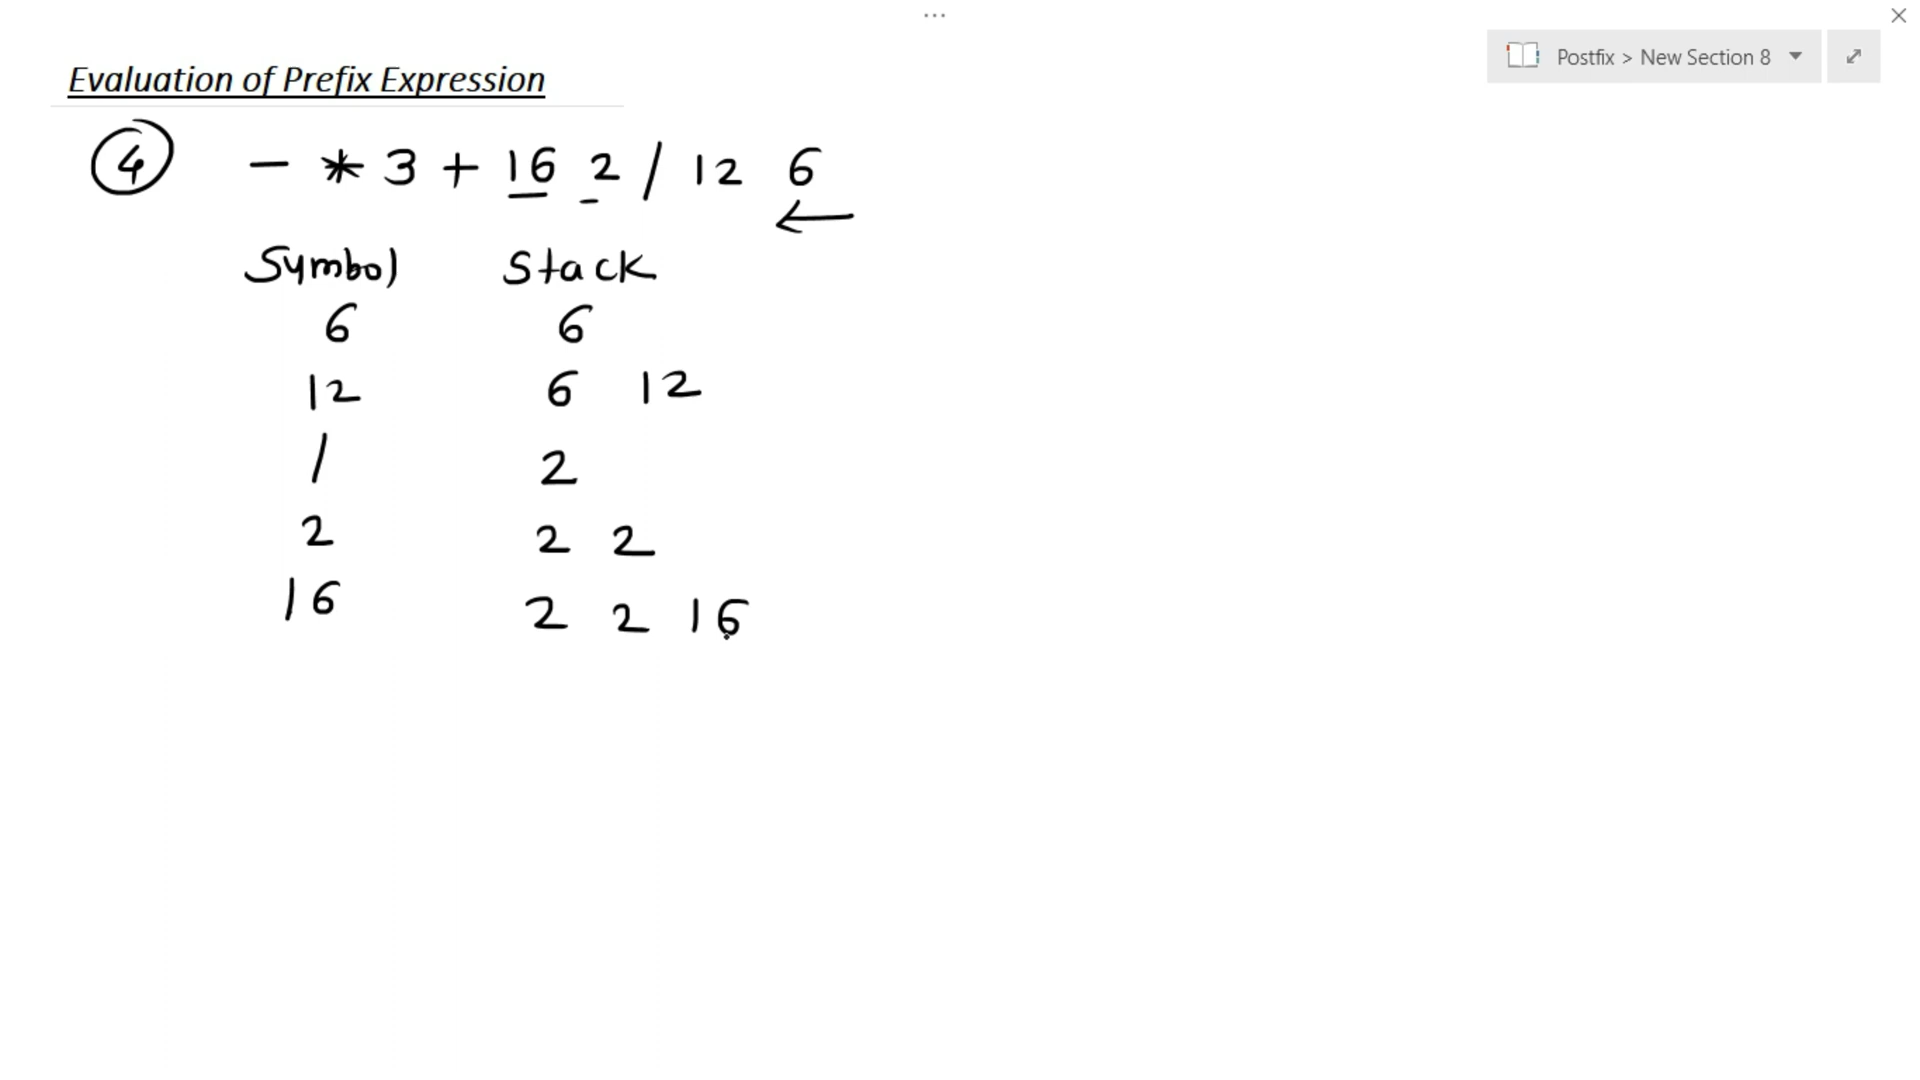 ...
Postfix > New Section 8
Evaluation of Prefix Expression
4 - * 3 + 16 2 / 12 6
Symbol Stack
6 6
12 6 12
/ 2
2 2 2
16 2 2 16